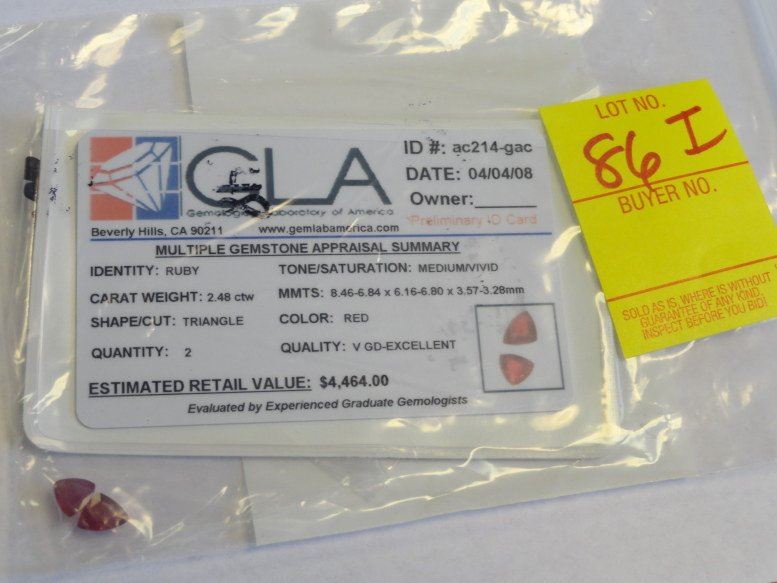 GLA
Gemological Laboratory of America
Beverly Hills, CA 90211 www.gemlabamerica.com
ID #: ac214-gac
DATE: 04/04/08
Owner:______
*Preliminary ID Card
MULTIPLE GEMSTONE APPRAISAL SUMMARY
IDENTITY: RUBY TONE/SATURATION: MEDIUM/VIVID
CARAT WEIGHT: 2.48 ctw MMTS: 8.46-6.84 x 6.16-6.80 x 3.57-3.28mm
SHAPE/CUT: TRIANGLE COLOR: RED
QUANTITY: 2 QUALITY: V GD-EXCELLENT
ESTIMATED RETAIL VALUE: $4,464.00
Evaluated by Experienced Graduate Gemologists
LOT NO.
86 I
BUYER NO.
SOLD AS IS, WHERE IS WITHOUT
GUARANTEE OF ANY KIND.
INSPECT BEFORE YOU BID!